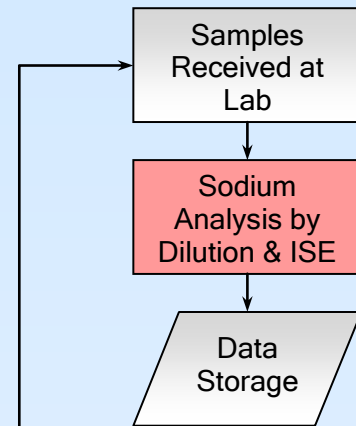 Samples
Received at
Lab
Sodium
Analysis by
Dilution & ISE
Data
Storage